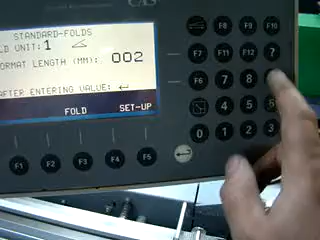 CAS
STANDARD-FOLDS
LD UNIT: 1
ORMAT LENGTH (MM): 002
AFTER ENTERING VALUE:
FOLD SET-UP
F8 F9 F10
F7 F11 F12 ?
F6 7 8
4 5 6
0 1 2 3
F1 F2 F3 F4 F5